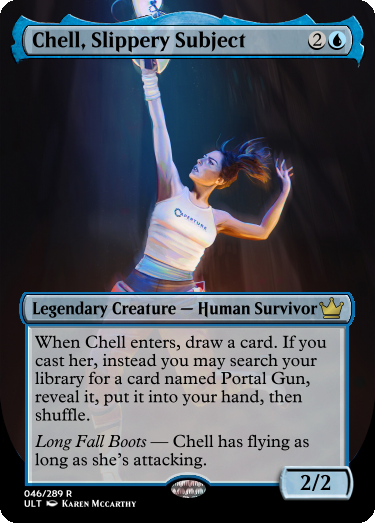 Chell, Slippery Subject 2
APERTURE
Legendary Creature — Human Survivor
When Chell enters, draw a card. If you
cast her, instead you may search your
library for a card named Portal Gun,
reveal it, put it into your hand, then
shuffle.
Long Fall Boots — Chell has flying as
long as she's attacking.
2/2
046/289 R
ULT Karen McCarthy